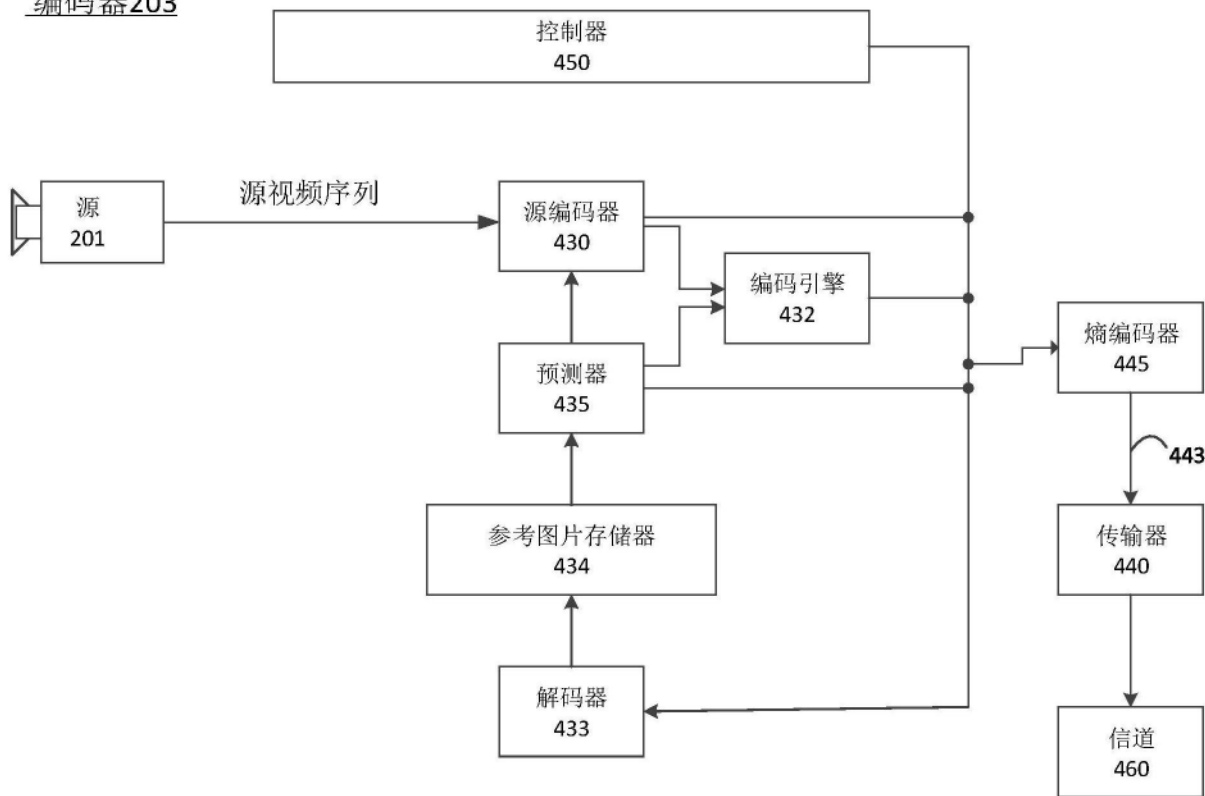 编码器203
控制器
450
源视频序列
源
201
源编码器
430
编码引擎
432
熵编码器
445
预测器
435
443
参考图片存储器
434
传输器
440
解码器
433
信道
460